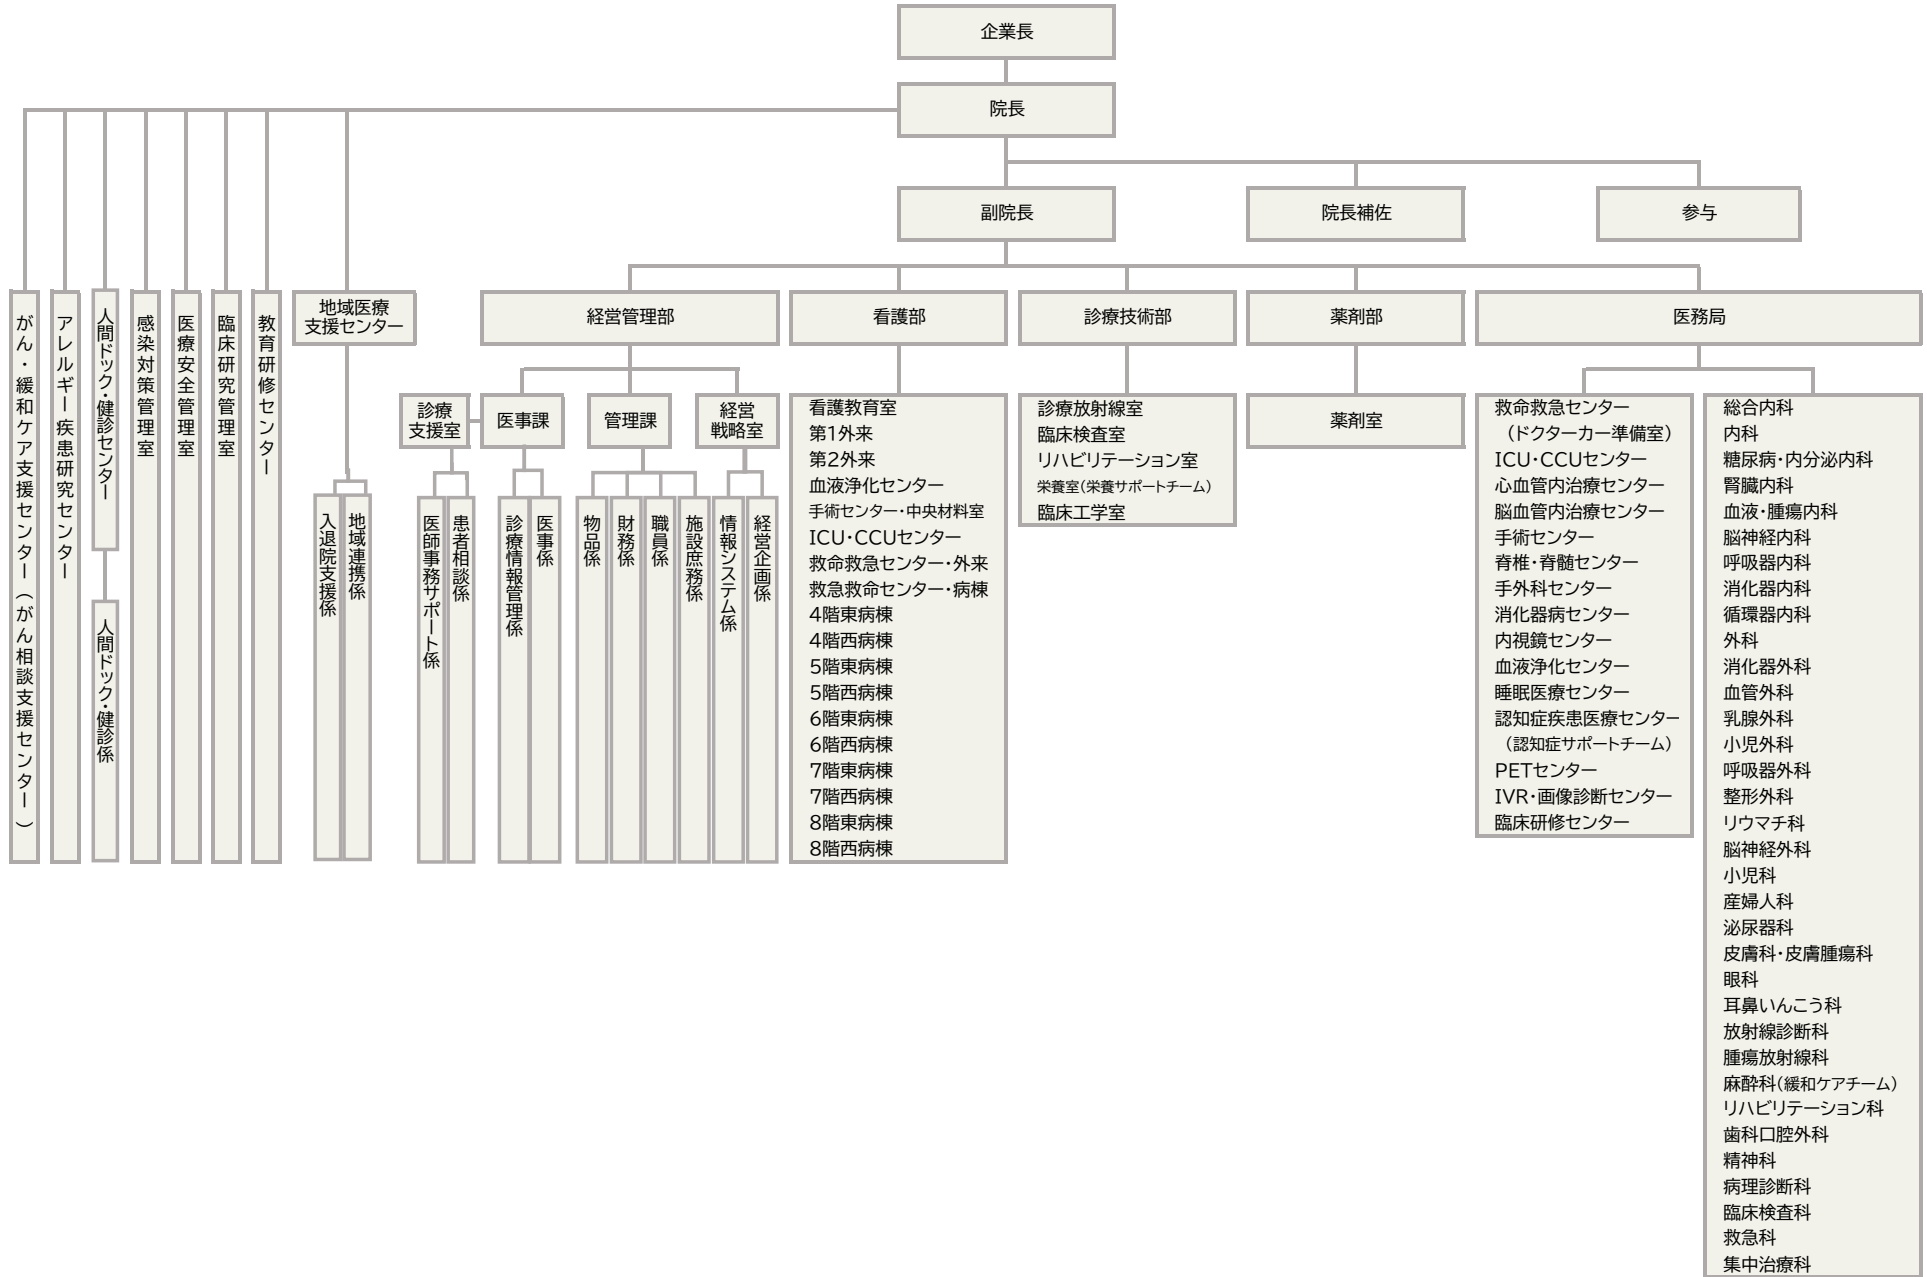 企業長
院長
副院長
院長補佐
参与
がん・緩和ケア支援センター（がん相談支援センター）
アレルギー疾患研究センター
人間ドック・健診センター
人間ドック・健診係
感染対策管理室
医療安全管理室
臨床研究管理室
教育研修センター
地域医療
支援センター
入退院支援係
地域連携係
経営管理部
診療
支援室
医事課
管理課
経営
戦略室
医師事務サポート係
患者相談係
診療情報管理係
医事係
物品係
財務係
職員係
施設庶務係
情報システム係
経営企画係
看護部
看護教育室
第1外来
第2外来
血液浄化センター
手術センター・中央材料室
ICU・CCUセンター
救命救急センター・外来
救急救命センター・病棟
4階東病棟
4階西病棟
5階東病棟
5階西病棟
6階東病棟
6階西病棟
7階東病棟
7階西病棟
8階東病棟
8階西病棟
診療技術部
診療放射線室
臨床検査室
リハビリテーション室
栄養室（栄養サポートチーム）
臨床工学室
薬剤部
薬剤室
医務局
救命救急センター
（ドクターカー準備室）
ICU・CCUセンター
心血管内治療センター
脳血管内治療センター
手術センター
脊椎・脊髄センター
手外科センター
消化器病センター
内視鏡センター
血液浄化センター
睡眠医療センター
認知症疾患医療センター
（認知症サポートチーム）
PETセンター
IVR・画像診断センター
臨床研修センター
総合内科
内科
糖尿病・内分泌内科
腎臓内科
血液・腫瘍内科
脳神経内科
呼吸器内科
消化器内科
循環器内科
外科
消化器外科
血管外科
乳腺外科
小児外科
呼吸器外科
整形外科
リウマチ科
脳神経外科
小児科
産婦人科
泌尿器科
皮膚科・皮膚腫瘍科
眼科
耳鼻いんこう科
放射線診断科
腫瘍放射線科
麻酔科（緩和ケアチーム）
リハビリテーション科
歯科口腔外科
精神科
病理診断科
臨床検査科
救急科
集中治療科